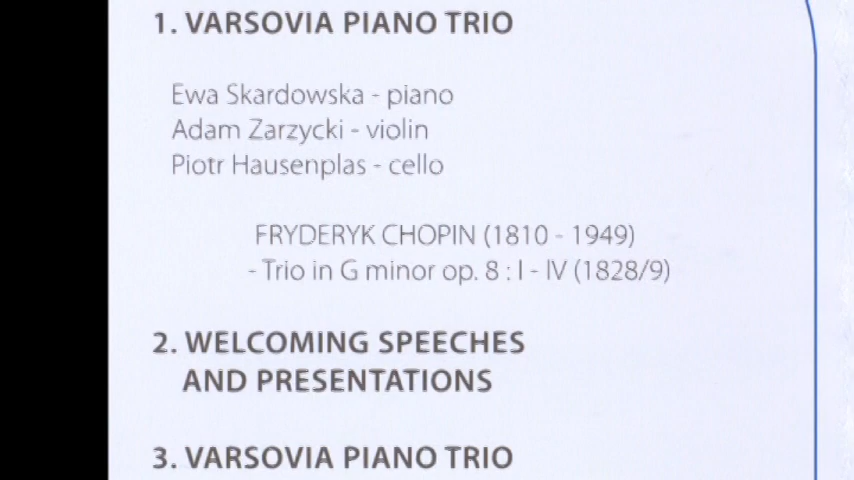 1. VARSOVIA PIANO TRIO
Ewa Skardowska - piano
Adam Zarzycki - violin
Piotr Hausenplas - cello
FRYDERYK CHOPIN (1810 - 1949)
- Trio in G minor op. 8 : I - IV (1828/9)
2. WELCOMING SPEECHES
AND PRESENTATIONS
3. VARSOVIA PIANO TRIO